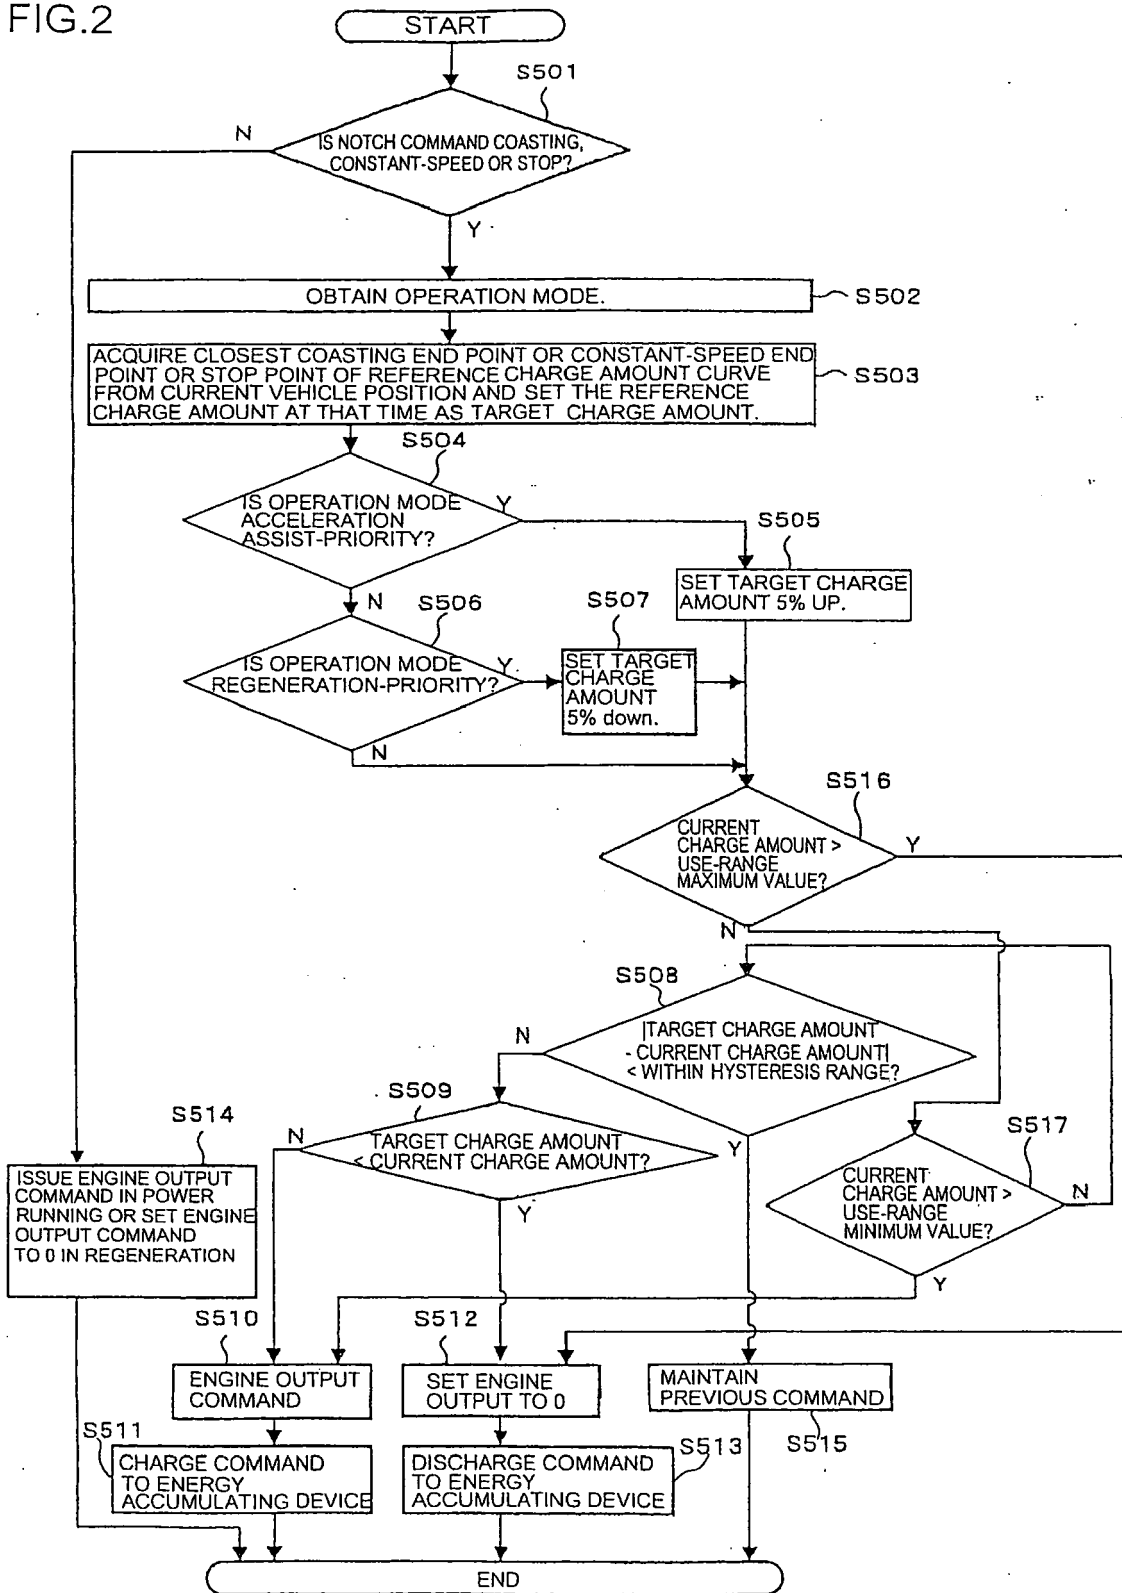 FIG.2
START
S501
N
IS NOTCH COMMAND COASTING,
CONSTANT-SPEED OR STOP?
Y
OBTAIN OPERATION MODE.
S502
ACQUIRE CLOSEST COASTING END POINT OR CONSTANT-SPEED END
POINT OR STOP POINT OF REFERENCE CHARGE AMOUNT CURVE
FROM CURRENT VEHICLE POSITION AND SET THE REFERENCE
CHARGE AMOUNT AT THAT TIME AS TARGET CHARGE AMOUNT.
S503
S504
IS OPERATION MODE
ACCELERATION
ASSIST-PRIORITY?
Y
S505
SET TARGET CHARGE
AMOUNT 5% UP.
N
S506
S507
IS OPERATION MODE
REGENERATION-PRIORITY?
Y
SET TARGET
CHARGE
AMOUNT
5% down.
N
S516
CURRENT
CHARGE AMOUNT >
USE-RANGE
MAXIMUM VALUE?
Y
N
S508
|TARGET CHARGE AMOUNT
- CURRENT CHARGE AMOUNT|
< WITHIN HYSTERESIS RANGE?
N
S509
TARGET CHARGE AMOUNT
< CURRENT CHARGE AMOUNT?
N
Y
Y
S517
CURRENT
CHARGE AMOUNT >
USE-RANGE
MINIMUM VALUE?
N
Y
S514
ISSUE ENGINE OUTPUT
COMMAND IN POWER
RUNNING OR SET ENGINE
OUTPUT COMMAND
TO 0 IN REGENERATION
S510
ENGINE OUTPUT
COMMAND
S512
SET ENGINE
OUTPUT TO 0
MAINTAIN
PREVIOUS COMMAND
S515
S511
CHARGE COMMAND
TO ENERGY
ACCUMULATING DEVICE
DISCHARGE COMMAND
TO ENERGY
ACCUMULATING DEVICE
S513
END